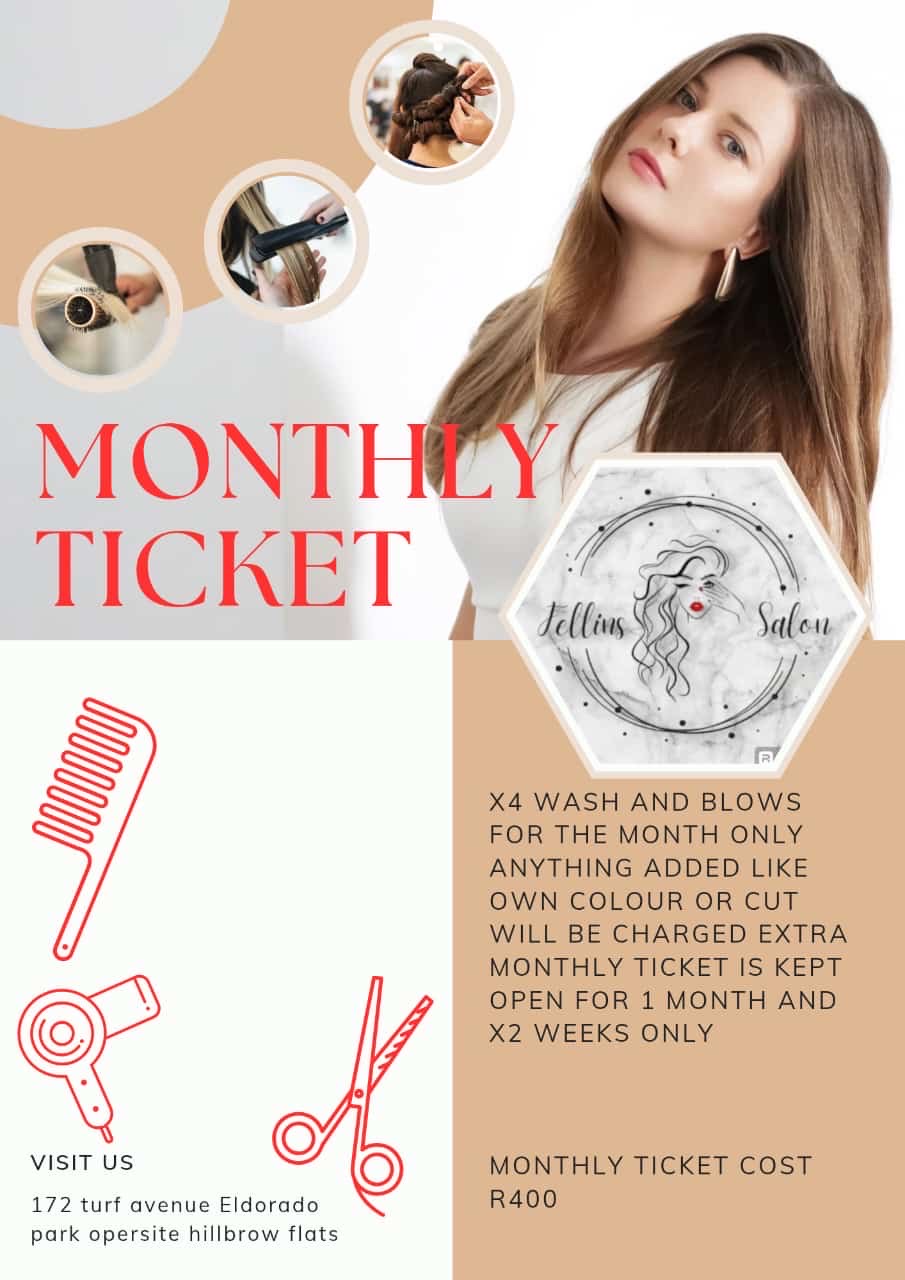 MONTHLY
TICKET
Fellins Salon
X4 WASH AND BLOWS
FOR THE MONTH ONLY
ANYTHING ADDED LIKE
OWN COLOUR OR CUT
WILL BE CHARGED EXTRA
MONTHLY TICKET IS KEPT
OPEN FOR 1 MONTH AND
X2 WEEKS ONLY
MONTHLY TICKET COST
R400
VISIT US
172 turf avenue Eldorado
park opersite hillbrow flats